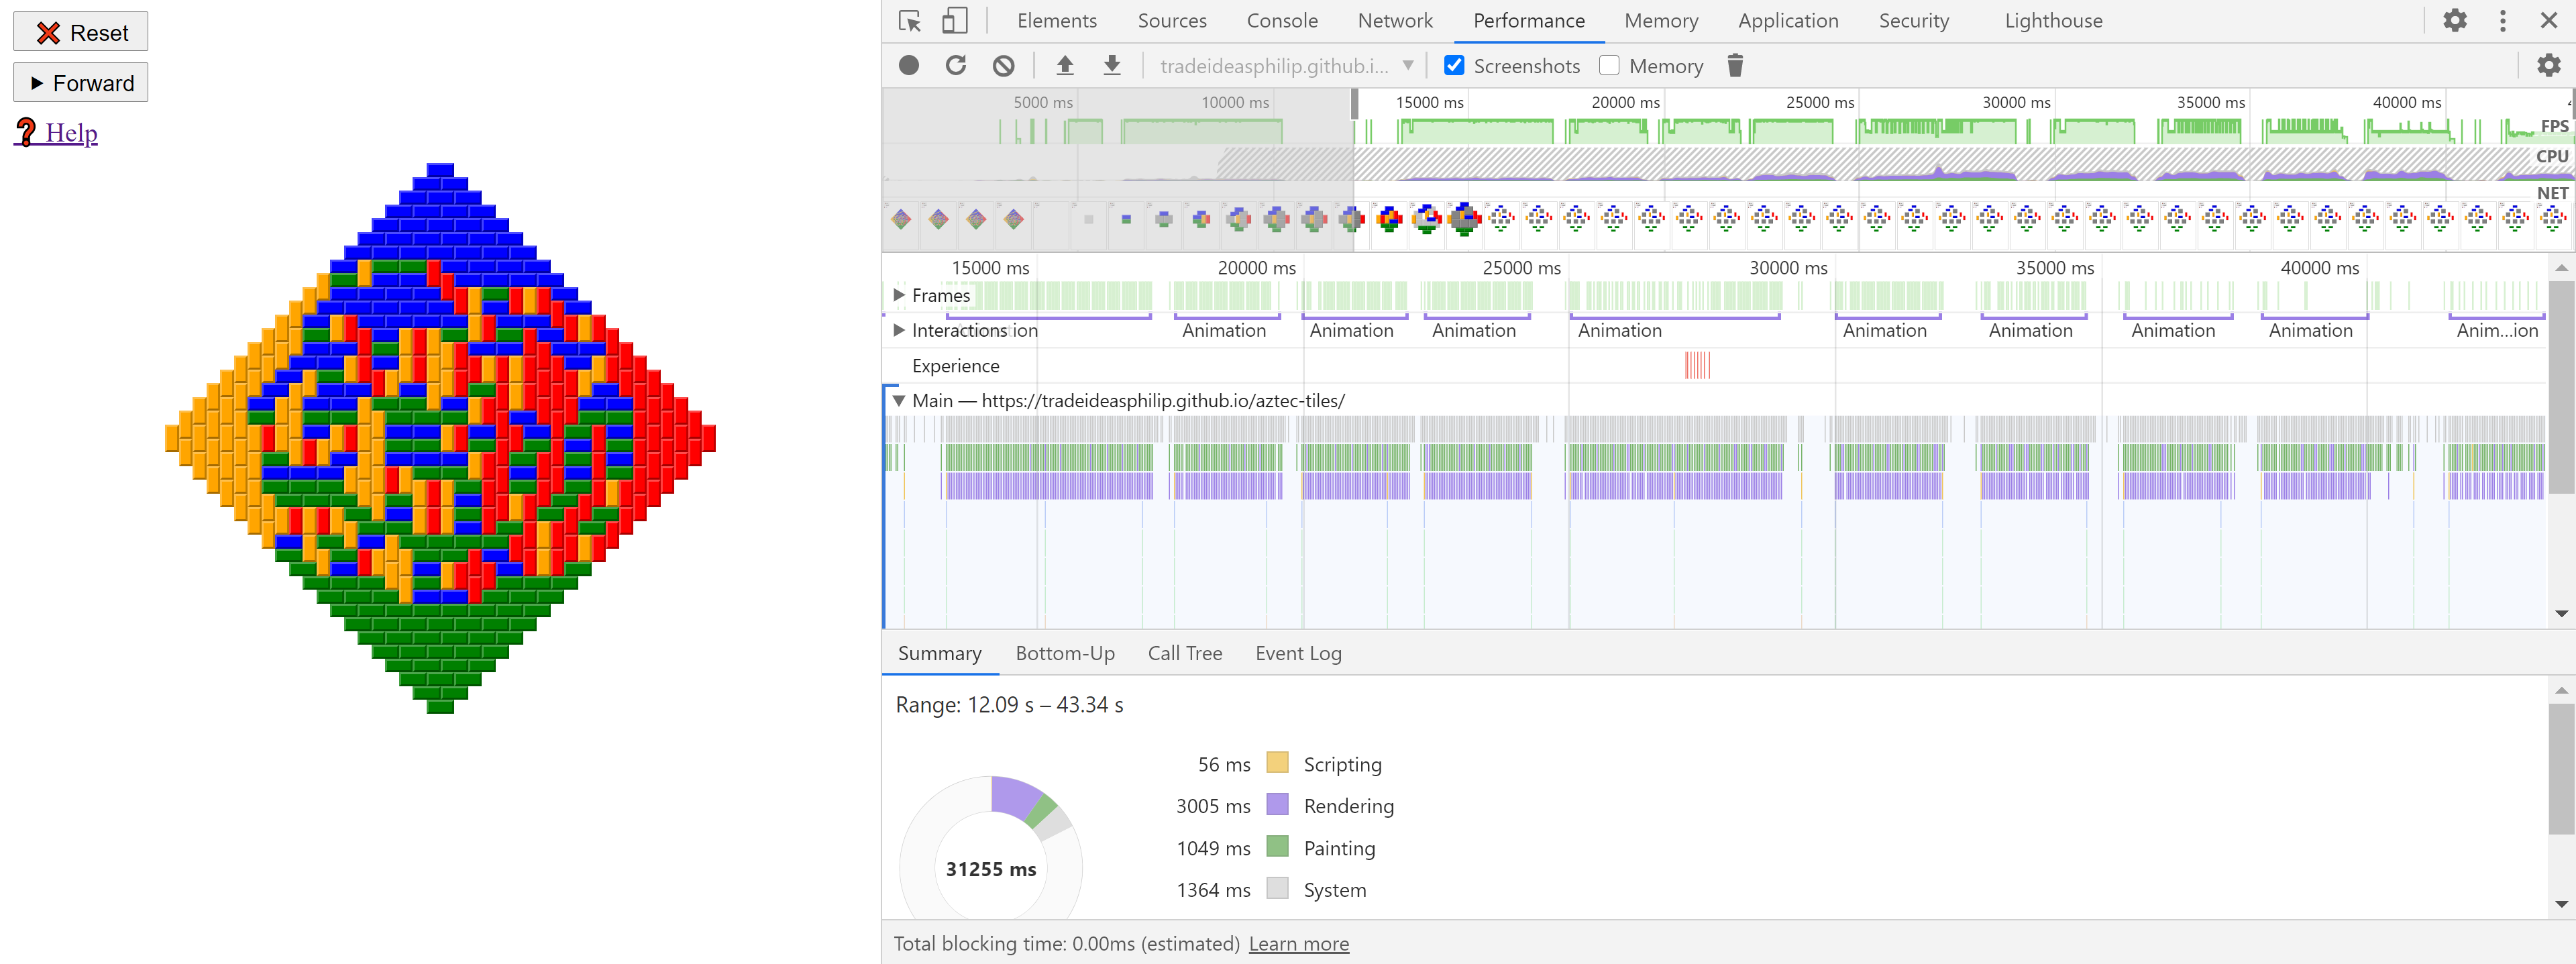 Reset
Forward
Help
Elements Sources Console Network Performance Memory Application Security Lighthouse
tradeideasphilip.github.i... Screenshots Memory
5000 ms 10000 ms 15000 ms 20000 ms 25000 ms 30000 ms 35000 ms 40000 ms
FPS
CPU
NET
15000 ms 20000 ms 25000 ms 30000 ms 35000 ms 40000 ms
Frames
Interactions Animation Animation Animation Animation Animation Animation Animation Animation Anim...ion
Experience
Main — https://tradeideasphilip.github.io/aztec-tiles/
Summary Bottom-Up Call Tree Event Log
Range: 12.09 s – 43.34 s
56 ms Scripting
3005 ms Rendering
31255 ms
1049 ms Painting
1364 ms System
Total blocking time: 0.00ms (estimated) Learn more